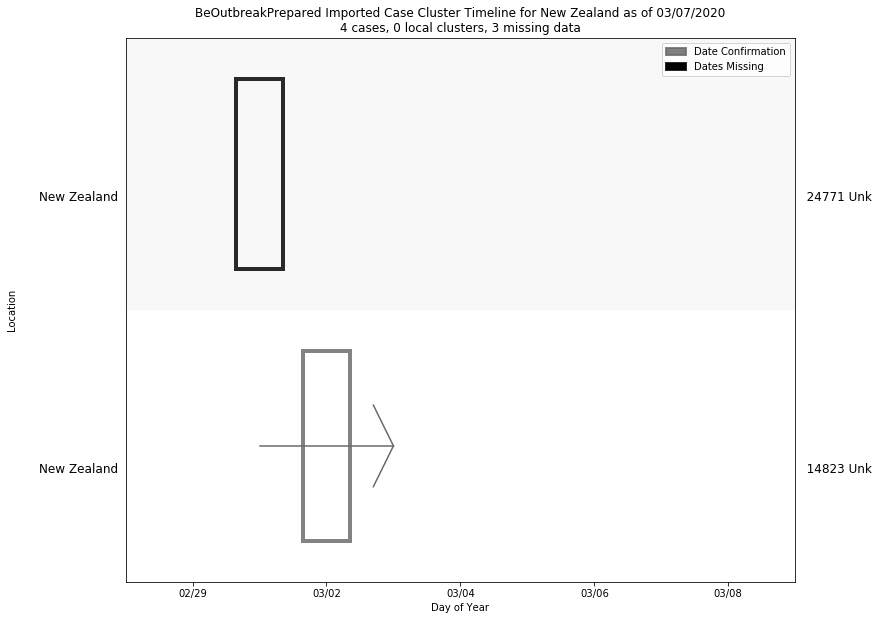 BeOutbreakPrepared Imported Case Cluster Timeline for New Zealand as of 03/07/2020
4 cases, 0 local clusters, 3 missing data
Date Confirmation
Dates Missing
New Zealand
24771 Unk
Location
New Zealand
14823 Unk
02/29
03/02
03/04
03/06
03/08
Day of Year